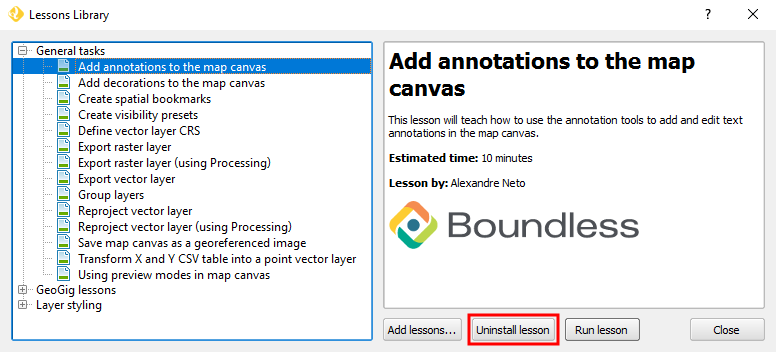 Lessons Library
?
General tasks
Add annotations to the map canvas
Add decorations to the map canvas
Create spatial bookmarks
Create visibility presets
Define vector layer CRS
Export raster layer
Export raster layer (using Processing)
Export vector layer
Group layers
Reproject vector layer
Reproject vector layer (using Processing)
Save map canvas as a georeferenced image
Transform X and Y CSV table into a point vector layer
Using preview modes in map canvas
GeoGig lessons
Layer styling
Add annotations to the map
canvas
This lesson will teach how to use the annotation tools to add and edit text
annotations in the map canvas.
Estimated time: 10 minutes
Lesson by: Alexandre Neto
Boundless
Add lessons...
Uninstall lesson
Run lesson
Close